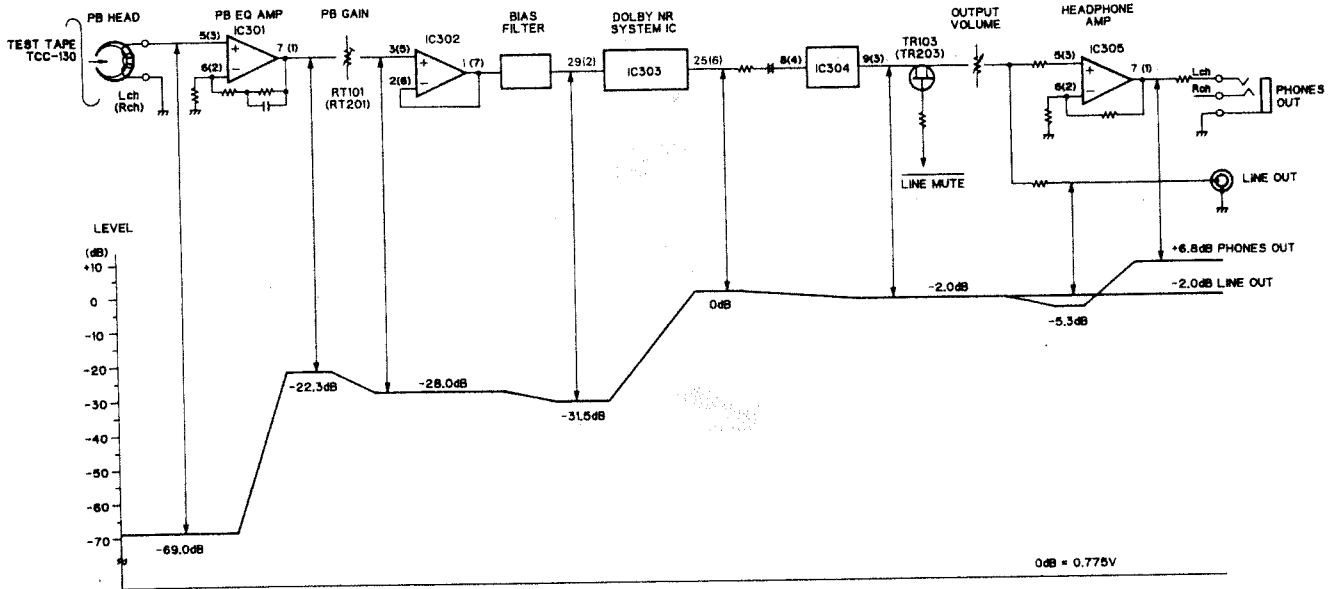 PB HEAD
TEST TAPE
TCC-130
Lch
(Rch)
PB EQ AMP
IC301
5(3)
6(2)
7 (1)
+
−
PB GAIN
RT101
(RT201)
3(5)
2(6)
IC302
1 (7)
+
−
BIAS
FILTER
29(2)
DOLBY NR
SYSTEM IC
IC303
25(6)
8(4)
IC304
9(3)
TR103
(TR203)
LINE MUTE
OUTPUT
VOLUME
HEADPHONE
AMP
IC305
5(3)
6(2)
7 (1)
+
−
Lch
Rch
PHONES
OUT
LINE OUT
LEVEL
(dB)
+10
0
-10
-20
-30
-40
-50
-60
-70
-69.0dB
-22.3dB
-28.0dB
-31.5dB
0dB
-2.0dB
-5.3dB
+6.8dB PHONES OUT
-2.0dB LINE OUT
0dB = 0.775V